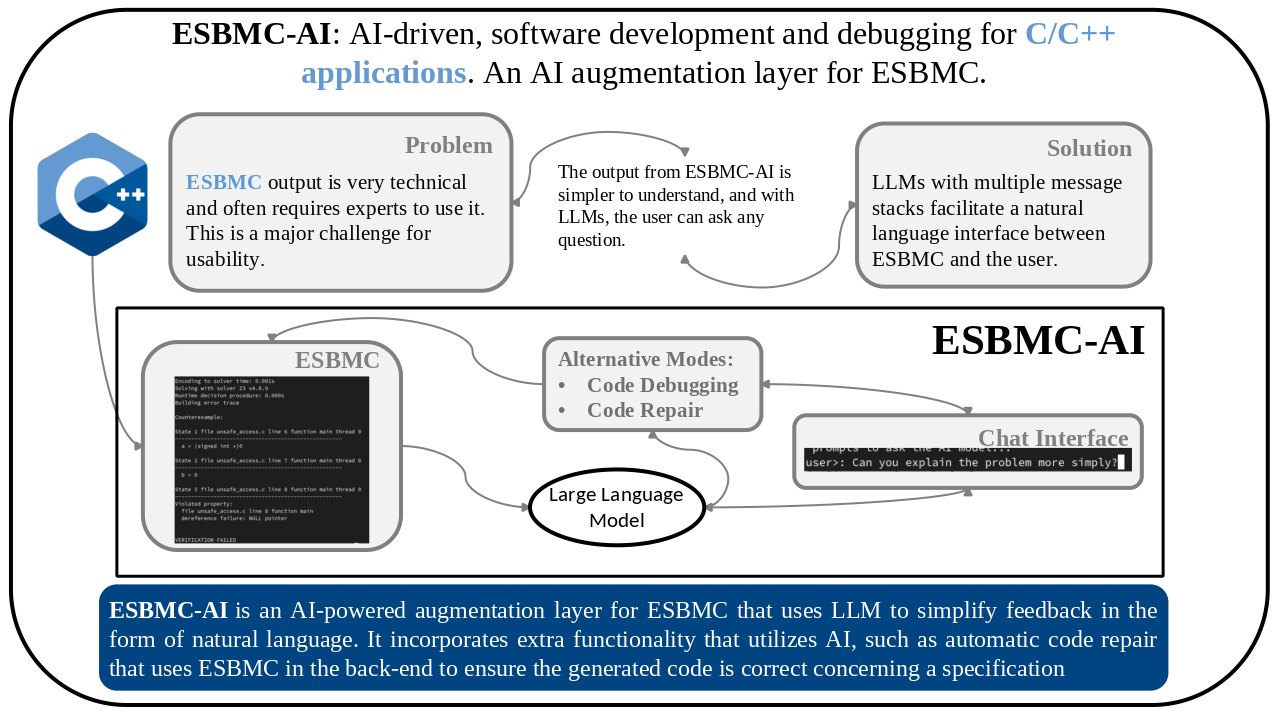 ESBMC-AI: AI-driven, software development and debugging for C/C++
applications. An AI augmentation layer for ESBMC.
C++
Problem
ESBMC output is very technical
and often requires experts to use it.
This is a major challenge for
usability.
The output from ESBMC-AI is
simpler to understand, and with
LLMs, the user can ask any
question.
Solution
LLMs with multiple message
stacks facilitate a natural
language interface between
ESBMC and the user.
ESBMC-AI
ESBMC
Encoding to solver time: 0.001s
Solving with solver Z3 v4.8.9
Runtime decision procedure: 0.000s
Building error trace
Counterexample:
State 1 file unsafe_access.c line 6 function main thread 0
a = (signed int *)0
State 2 file unsafe_access.c line 7 function main thread 0
b = 0
State 5 file unsafe_access.c line 8 function main thread 0
Violated property:
file unsafe_access.c line 8 function main
dereference failure: NULL pointer
VERIFICATION FAILED
Alternative Modes:
• Code Debugging
• Code Repair
Large Language
Model
Chat Interface
prompts to ask the AI model...
user>: Can you explain the problem more simply?
ESBMC-AI is an AI-powered augmentation layer for ESBMC that uses LLM to simplify feedback in the
form of natural language. It incorporates extra functionality that utilizes AI, such as automatic code repair
that uses ESBMC in the back-end to ensure the generated code is correct concerning a specification